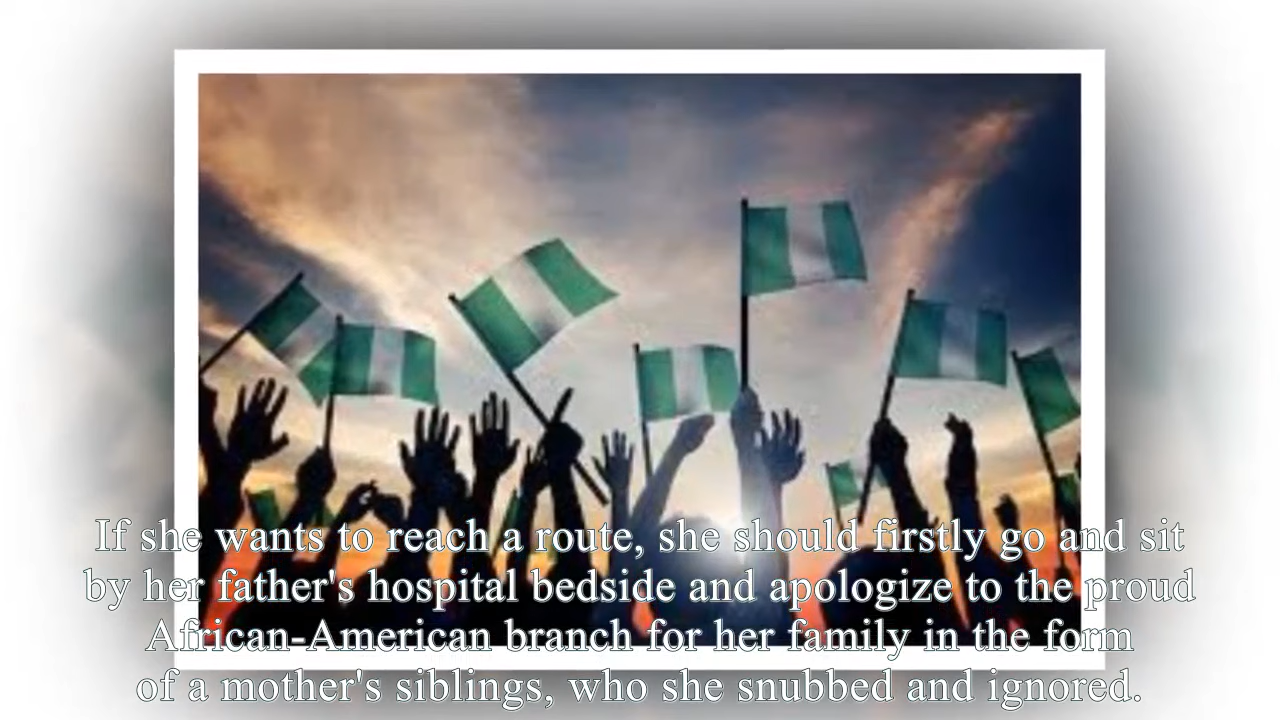 If she wants to reach a route, she should firstly go and sit
by her father's hospital bedside and apologize to the proud
African-American branch for her family in the form
of a mother's siblings, who she snubbed and ignored.